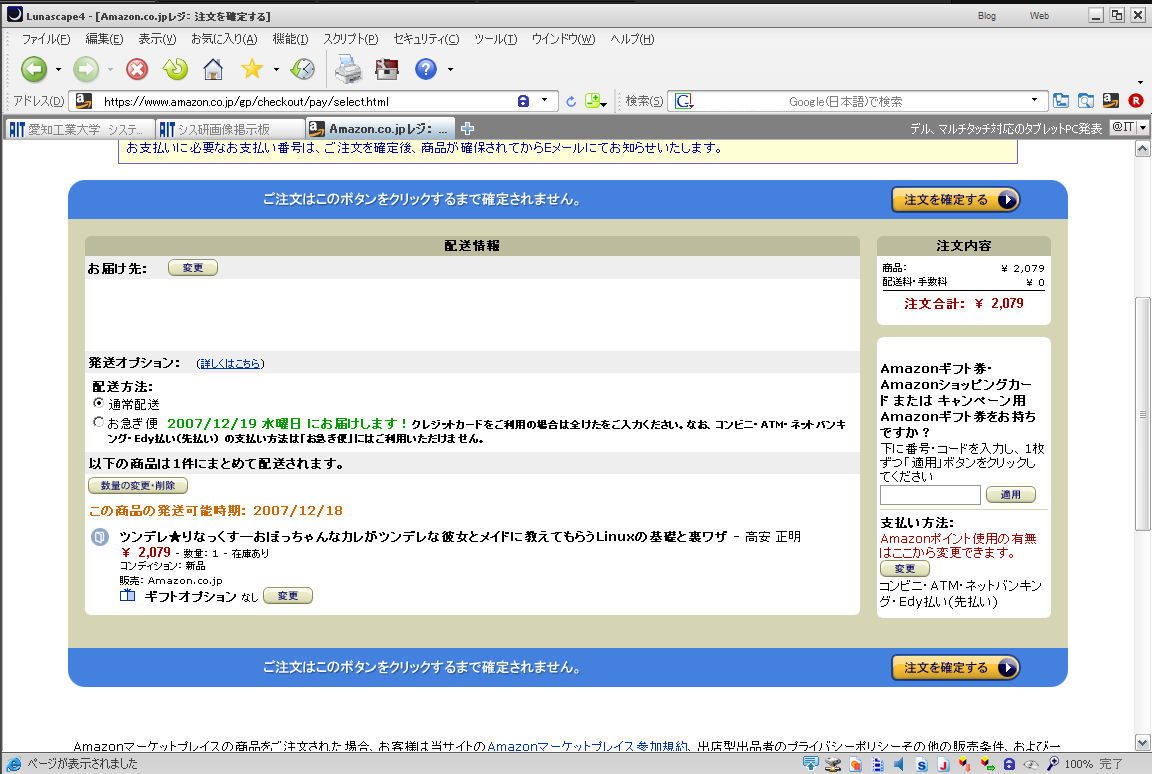 Lunascape4 - [Amazon.co.jpレジ: 注文を確定する]
Blog Web
ファイル(F) 編集(E) 表示(V) お気に入り(A) 機能(I) スクリプト(P) セキュリティ(C) ツール(T) ウインドウ(W) ヘルプ(H)
アドレス(D) https://www.amazon.co.jp/gp/checkout/pay/select.html 検索(S) Google(日本語)で検索
AIT 愛知工業大学 システ... AIT シス研画像掲示板 Amazon.co.jpレジ: ... デル、マルチタッチ対応のタブレットPC発表 @IT
お支払いに必要なお支払い番号は、ご注文を確定後、商品が確保されてからEメールにてお知らせいたします。
ご注文はこのボタンをクリックするまで確定されません。 注文を確定する
配送情報
お届け先: 変更
発送オプション: (詳しくはこちら)
配送方法:
通常配送
お急ぎ便 2007/12/19 水曜日 にお届けします！クレジットカードをご利用の場合は全けたをご入力ください。なお、コンビニ・ATM・ネットバンキ
ング・Edy払い(先払い) の支払い方法は「お急ぎ便」にはご利用いただけません。
以下の商品は1件にまとめて配送されます。
数量の変更・削除
この商品の発送可能時期: 2007/12/18
ツンデレ★りなっくす―おぼっちゃんなカレがツンデレな彼女とメイドに教えてもらうLinuxの基礎と裏ワザ - 高安 正明
￥ 2,079 - 数量: 1 - 在庫あり
コンディション: 新品
販売: Amazon.co.jp
ギフトオプション なし 変更
注文内容
商品: ￥ 2,079
配送料・手数料 ￥ 0
注文合計: ￥ 2,079
Amazonギフト券・
Amazonショッピングカー
ド または キャンペーン用
Amazonギフト券をお持ち
ですか？
下に番号・コードを入力し、1枚
ずつ「適用」ボタンをクリックし
てください
適用
支払い方法:
Amazonポイント使用の有無
はここから変更できます。
変更
コンビニ・ATM・ネットバンキン
グ・Edy払い(先払い)
ご注文はこのボタンをクリックするまで確定されません。 注文を確定する
Amazonマーケットプレイスの商品をご注文された場合、お客様は当サイトのAmazonマーケットプレイス参加規約、出店型出品者のプライバシーポリシーその他の販売条件、および一
ページが表示されました 100% 完了